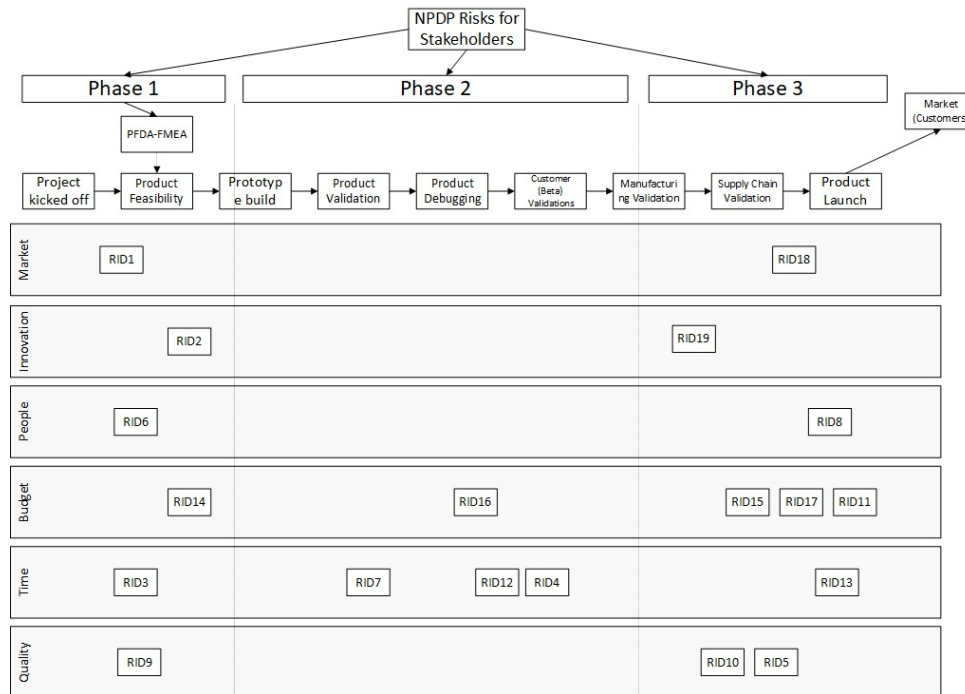 NPDP Risks for
Stakeholders
Phase 1
Phase 2
Phase 3
Market
(Customers
PFDA-FMEA
Project
kicked off
Product
Feasibility
Prototyp
e build
Product
Validation
Product
Debugging
Customer
(Beta)
Validations
Manufacturi
ng Validation
Supply Chain
Validation
Product
Launch
Market
RID1
RID18
Innovation
RID2
RID19
People
RID6
RID8
Budget
RID14
RID16
RID15
RID17
RID11
Time
RID3
RID7
RID12
RID4
RID13
Quality
RID9
RID10
RID5